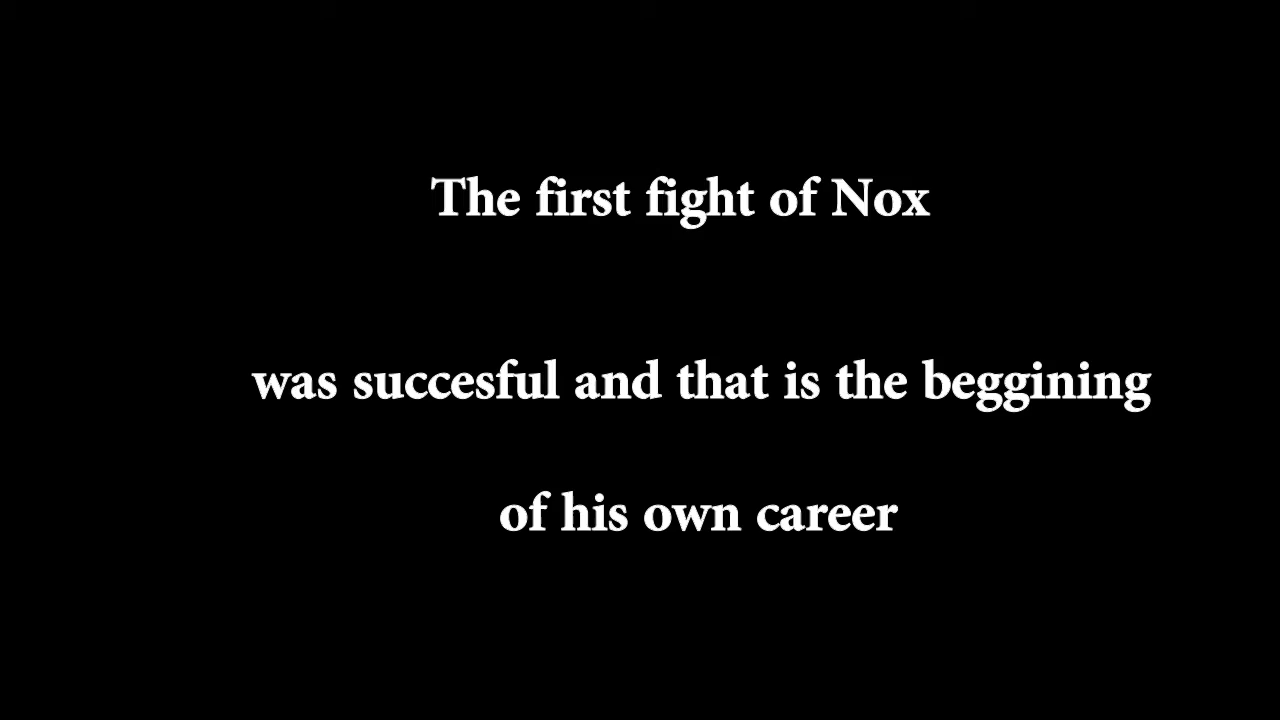 The first fight of Nox
was succesful and that is the beggining
of his own career